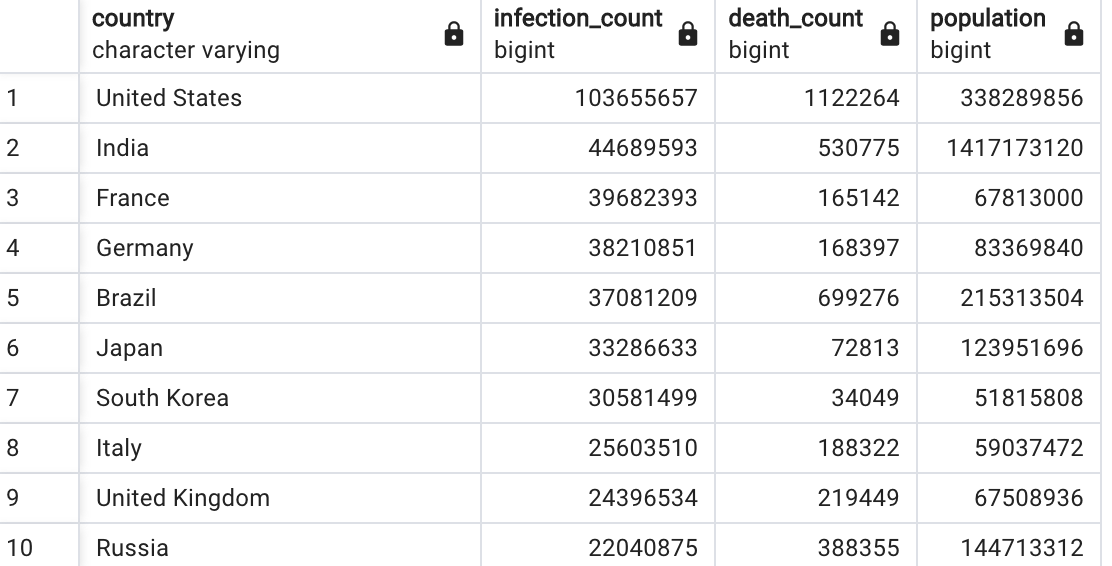 country infection_count death_count population
character varying bigint bigint bigint
1 United States 103655657 1122264 338289856
2 India 44689593 530775 1417173120
3 France 39682393 165142 67813000
4 Germany 38210851 168397 83369840
5 Brazil 37081209 699276 215313504
6 Japan 33286633 72813 123951696
7 South Korea 30581499 34049 51815808
8 Italy 25603510 188322 59037472
9 United Kingdom 24396534 219449 67508936
10 Russia 22040875 388355 144713312